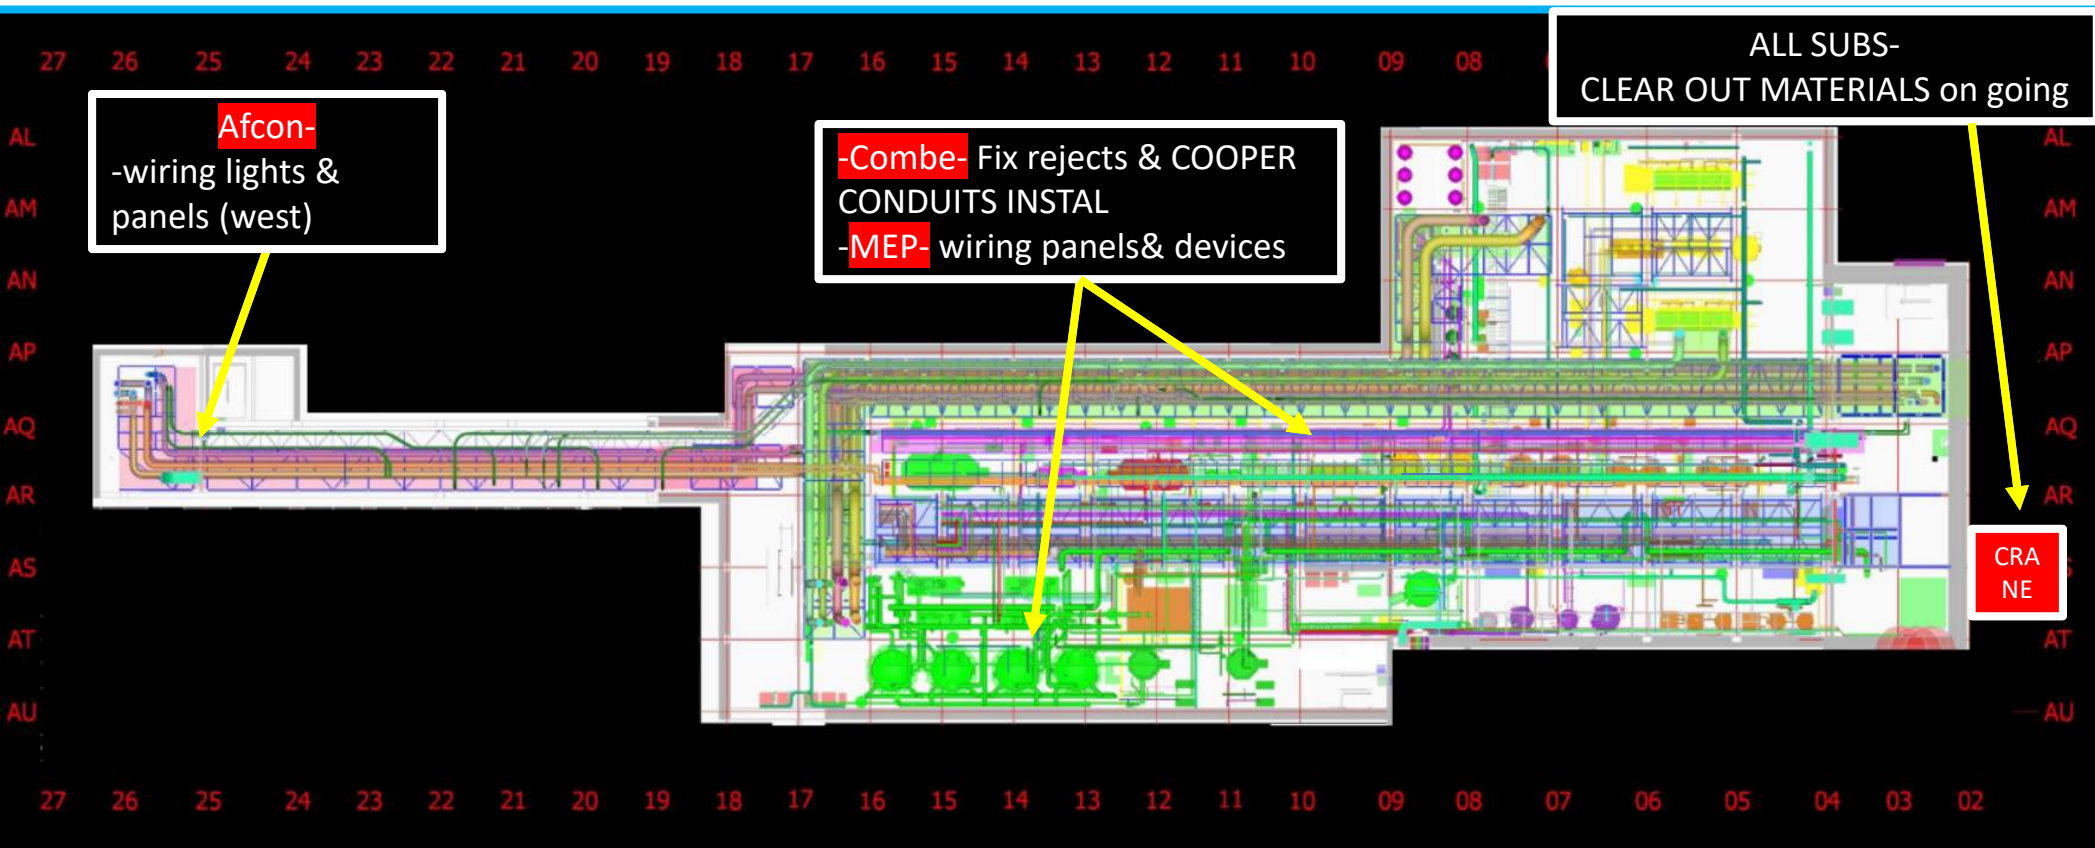 27 26 25 24 23 22 21 20 19 18 17 16 15 14 13 12 11 10 09 08
ALL SUBS-
CLEAR OUT MATERIALS on going
Afcon-
-wiring lights &
panels (west)
-Combe- Fix rejects & COOPER
CONDUITS INSTAL
-MEP- wiring panels& devices
AL AL
AM AM
AN AN
AP AP
AQ AQ
AR AR
AS
CRA
NE
AT AT
AU AU
27 26 25 24 23 22 21 20 19 18 17 16 15 14 13 12 11 10 09 08 07 06 05 04 03 02